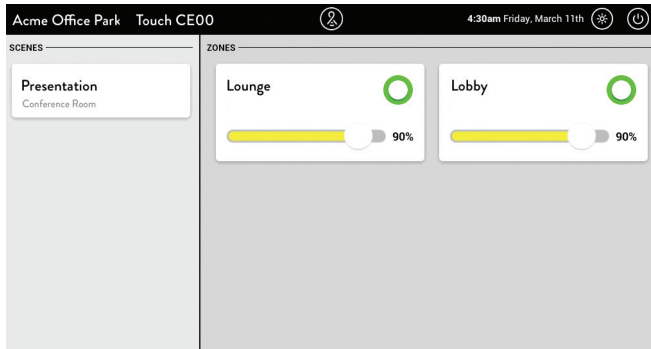 Acme Office Park Touch CE00
4:30am Friday, March 11th
SCENES
Presentation
Conference Room
ZONES
Lounge
90%
Lobby
90%